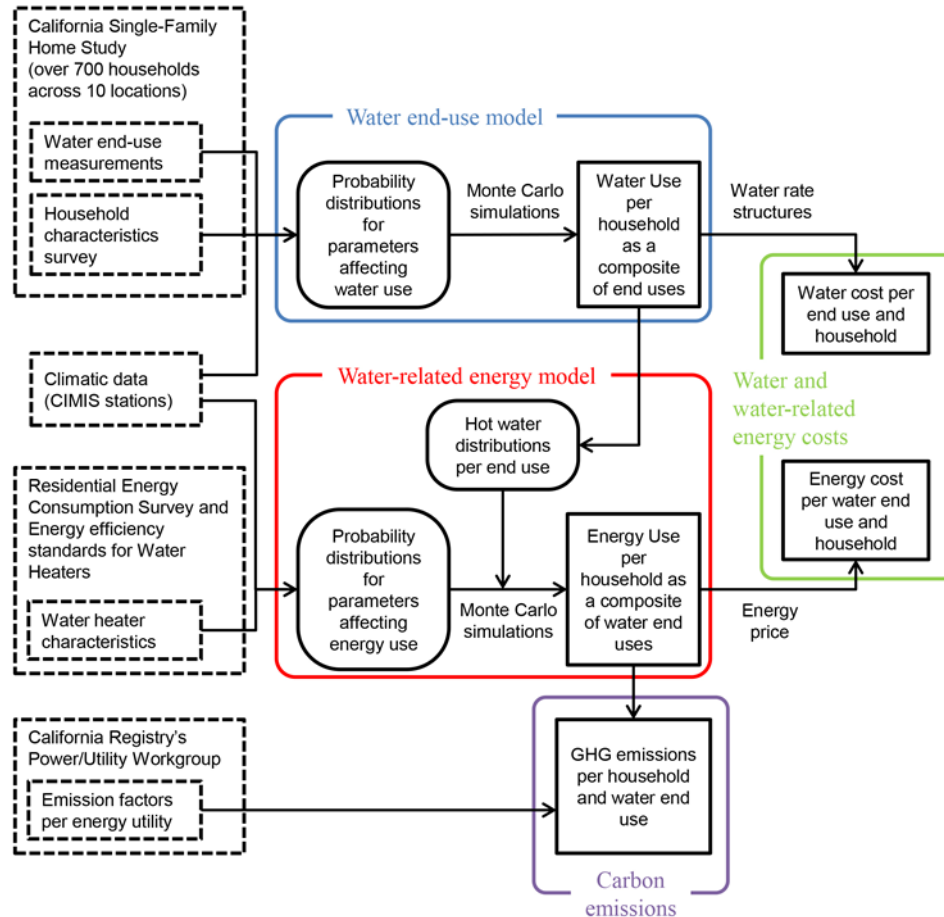 California Single-Family
Home Study
(over 700 households
across 10 locations)
Water end-use
measurements
Household
characteristics
survey
Climatic data
(CIMIS stations)
Residential Energy
Consumption Survey and
Energy efficiency
standards for Water
Heaters
Water heater
characteristics
California Registry's
Power/Utility Workgroup
Emission factors
per energy utility
Water end-use model
Probability
distributions
for
parameters
affecting
water use
Monte Carlo
simulations
Water Use
per
household
as a
composite
of end uses
Water rate
structures
Water-related energy model
Hot water
distributions
per end use
Probability
distributions
for
parameters
affecting
energy use
Monte Carlo
simulations
Energy Use
per
household as
a composite
of water end
uses
Energy
price
Water cost per
end use and
household
Water and
water-related
energy costs
Energy cost
per water end
use and
household
GHG emissions
per household
and water end
use
Carbon
emissions